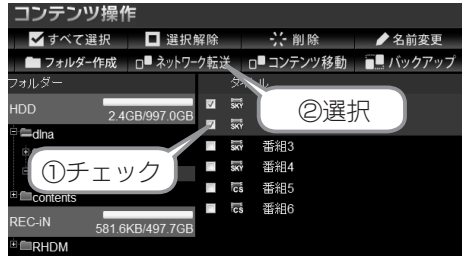 コンテンツ操作
すべて選択 選択解除 削除 名前変更
フォルダー作成 ネットワーク転送 コンテンツ移動 バックアップ
フォルダー
HDD 2.4GB/997.0GB
SKY
②選択
dlna
SKY
①チェック
SKY 番組3
SKY 番組4
CS 番組5
contents
CS 番組6
REC-iN 581.6KB/497.7GB
RHDM